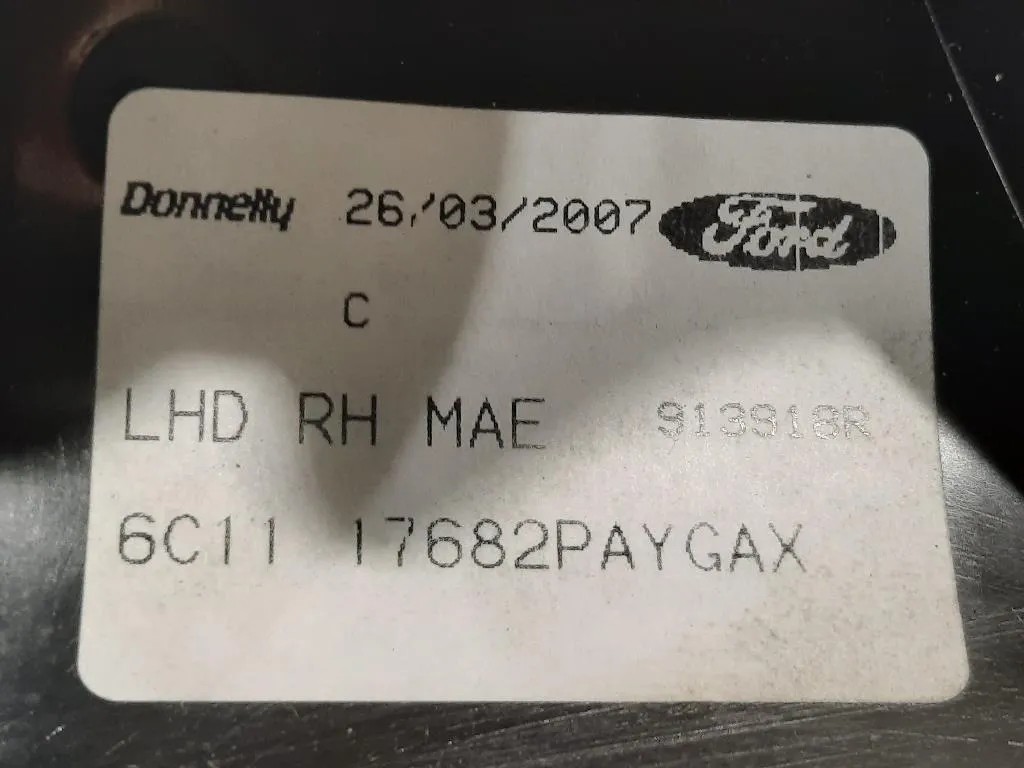 Donnelly 26/03/2007 Ford
C
LHD RH MAE 913918R
6C11 17682PAYGAX